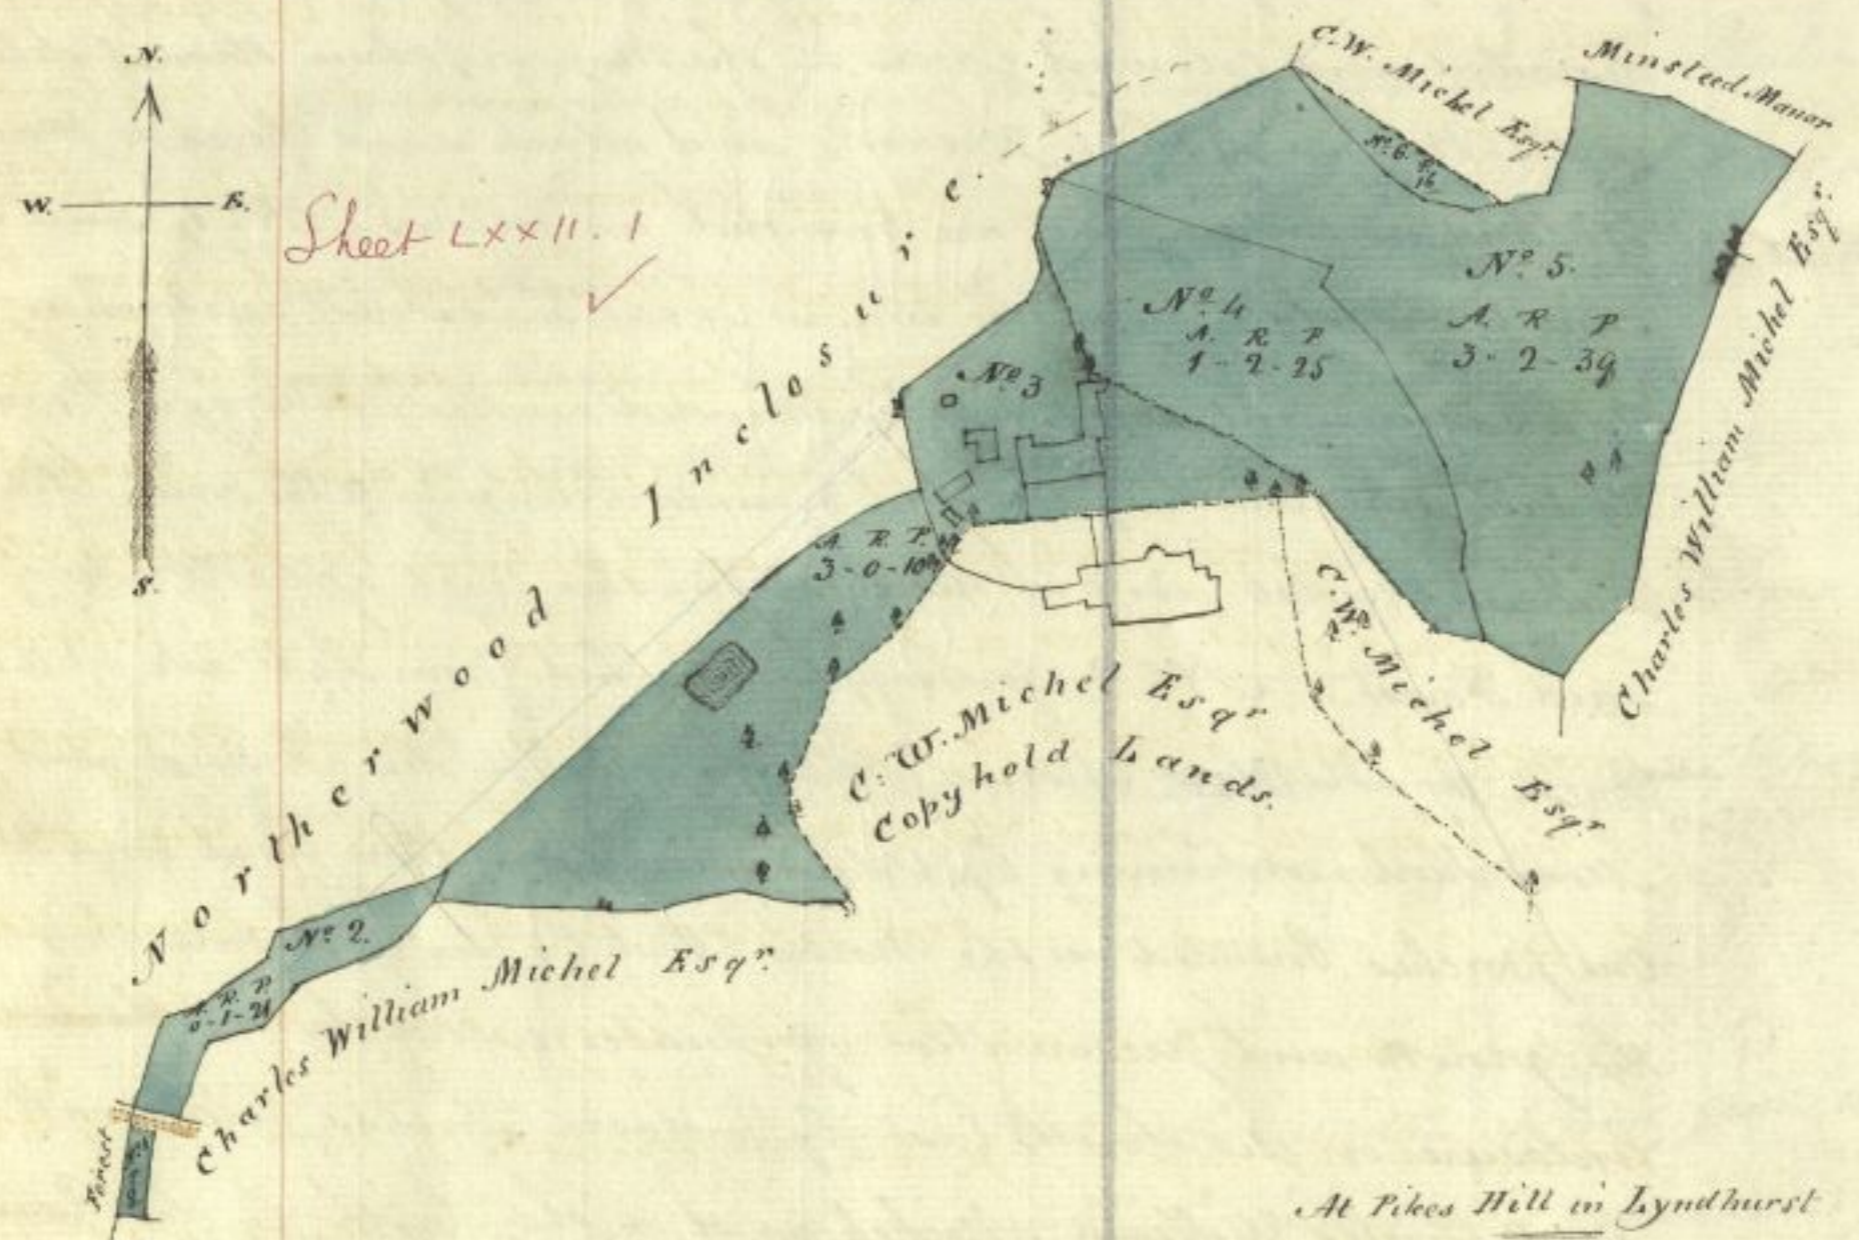 N.
W. E.
S.
Sheet LXXII. 1
C. W. Michel Esqr.
Minsteed Manor
No. 6. P.
16
No. 5.
A. R P
3 - 2 - 39
No. 4
A. R P.
1 - 2 - 25
No. 3
A. R. P.
3 - 0 - 10
Northerwood Inclosure
Charles William Michel Esqr.
C. W. Michel Esqr
C. W. Michel Esqr
Copyhold Lands.
No. 2.
A. R. P.
0 - 1 - 21
Charles William Michel Esqr.
Forest
At Pikes Hill in Lyndhurst